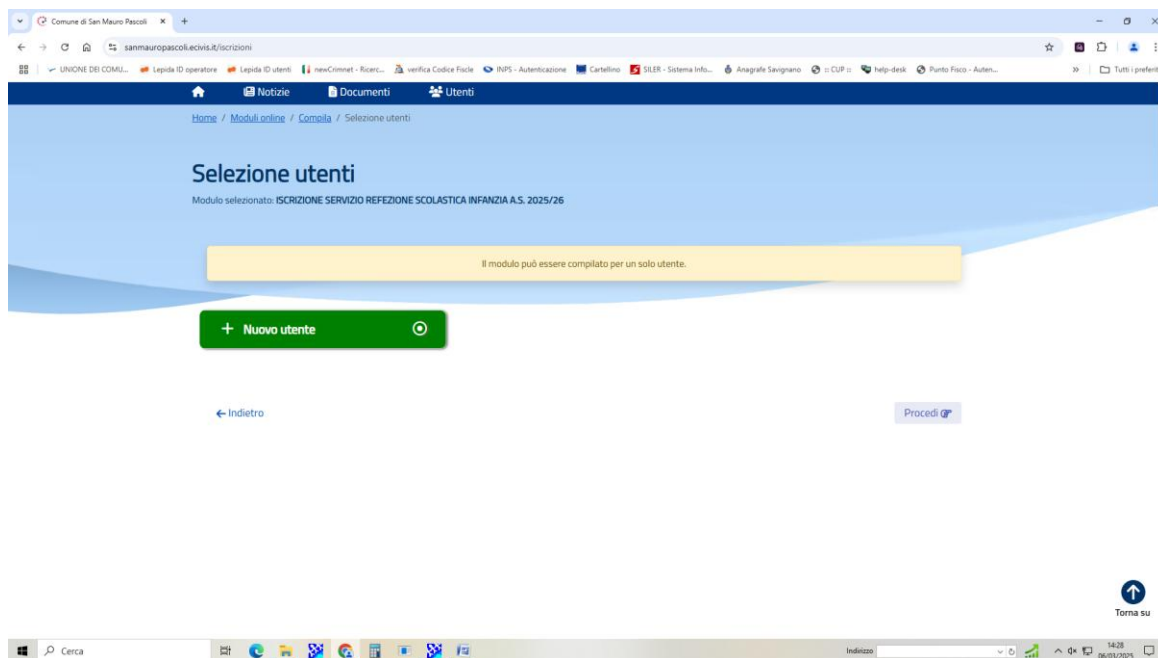 Comune di San Mauro Pascoli
sanmauropascoli.ecivis.it/iscrizioni
UNIONE DEI COMU... Lepida ID operatore Lepida ID utenti newCrimnet - Ricerc... verifica Codice Fiscle INPS - Autenticazione Cartellino SILER - Sistema Info... Anagrafe Savignano :: CUP :: help-desk Punto Fisco - Auten... » Tutti i preferit
Notizie Documenti Utenti
Home / Moduli online / Compila / Selezione utenti
Selezione utenti
Modulo selezionato: ISCRIZIONE SERVIZIO REFEZIONE SCOLASTICA INFANZIA A.S. 2025/26
Il modulo può essere compilato per un solo utente.
+ Nuovo utente
Indietro
Procedi
Torna su
Cerca
Indirizzo
14:28
06/03/2025